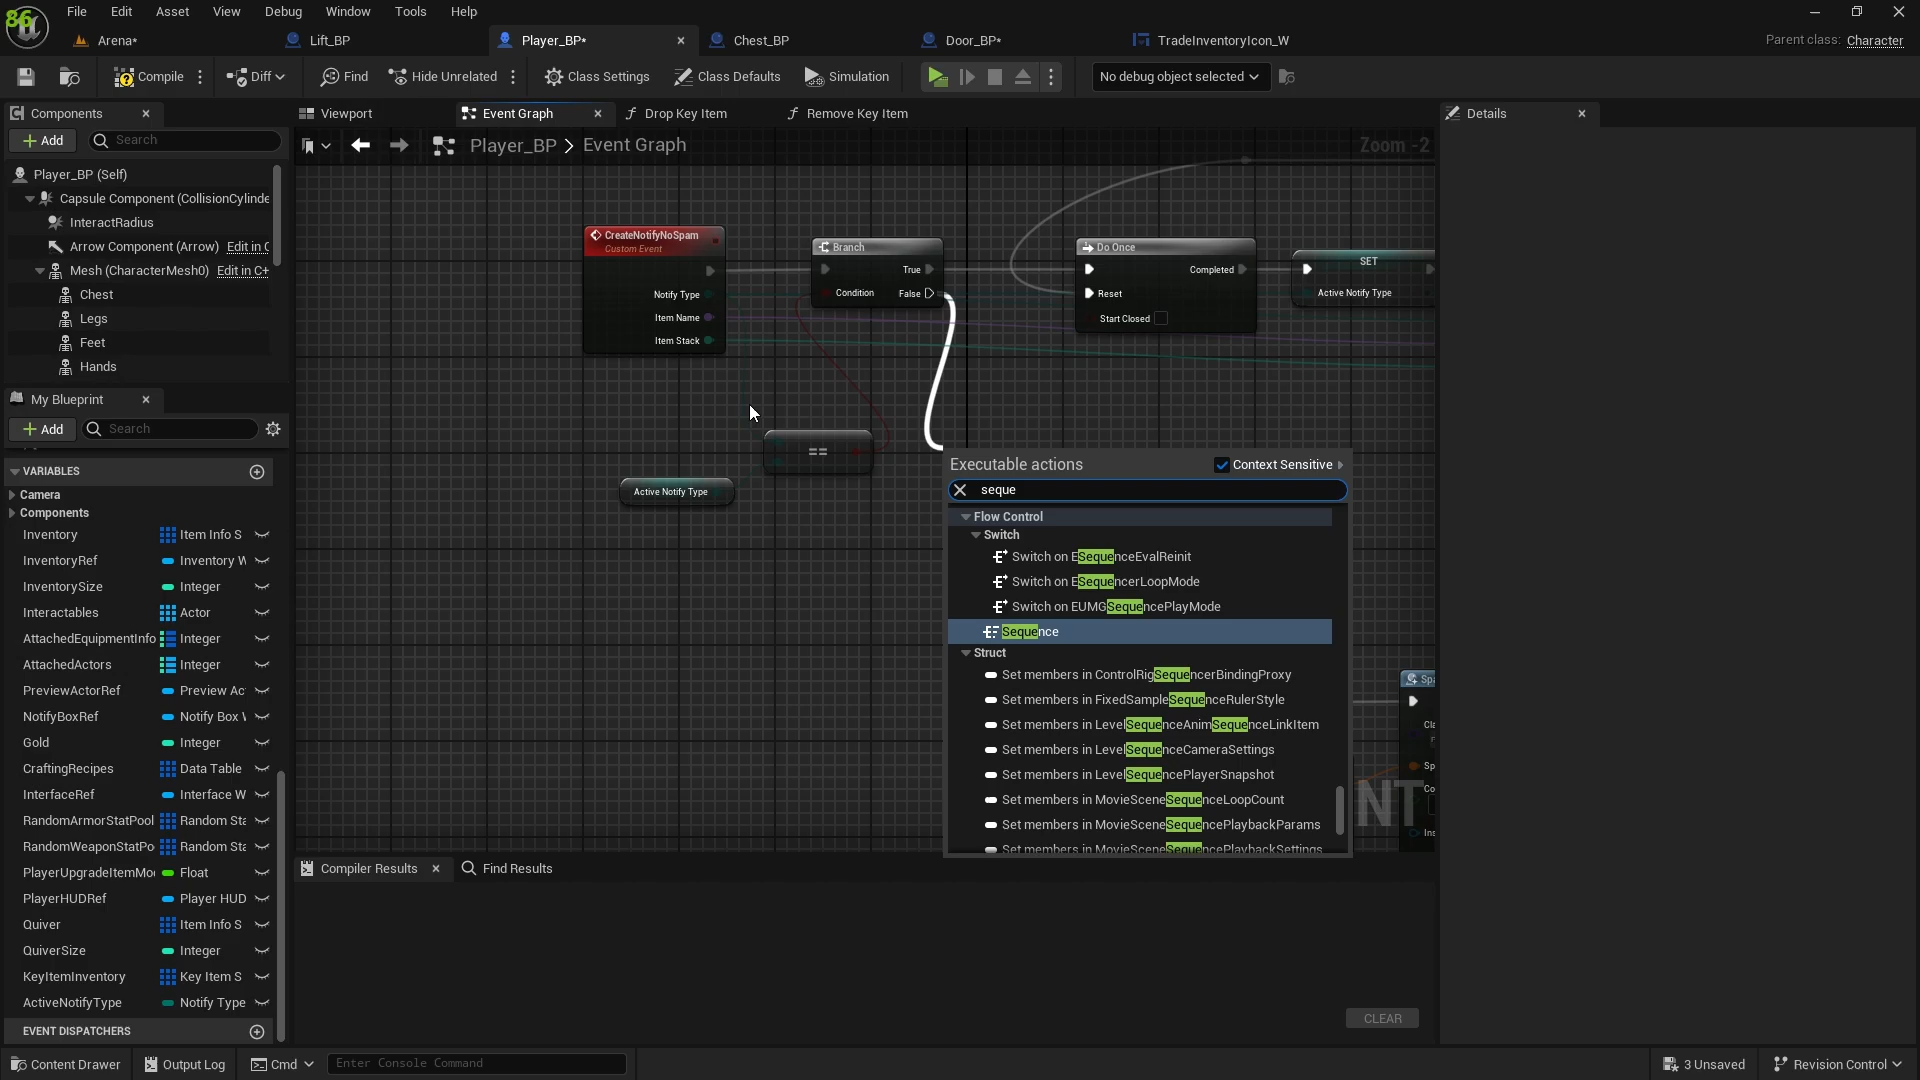 86
File Edit Asset View Debug Window Tools Help
Arena* Lift_BP Player_BP* Chest_BP Door_BP* TradeInventoryIcon_W
Parent class: Character
Compile Diff Find Hide Unrelated Class Settings Class Defaults Simulation No debug object selected
Components Viewport Event Graph Drop Key Item Remove Key Item Details
Add Search
Player_BP > Event Graph Zoom -2
Player_BP (Self)
Capsule Component (CollisionCylinde
InteractRadius
Arrow Component (Arrow) Edit in C
Mesh (CharacterMesh0) Edit in C+
Chest
Legs
Feet
Hands
My Blueprint
Add Search
VARIABLES
Camera
Components
Inventory Item Info S
InventoryRef Inventory W
InventorySize Integer
Interactables Actor
AttachedEquipmentInfo Integer
AttachedActors Integer
PreviewActorRef Preview Ac
NotifyBoxRef Notify Box
Gold Integer
CraftingRecipes Data Table
InterfaceRef Interface W
RandomArmorStatPool Random Sta
RandomWeaponStatPo Random Sta
PlayerUpgradeItemMo Float
PlayerHUDRef Player HUD
Quiver Item Info S
QuiverSize Integer
KeyItemInventory Key Item S
ActiveNotifyType Notify Type
EVENT DISPATCHERS
CreateNotifyNoSpam
Custom Event
Notify Type
Item Name
Item Stack
Branch
True
Condition False
Do Once
Completed
Reset
Start Closed
SET
Active Notify Type
==
Active Notify Type
Executable actions Context Sensitive
seque
Flow Control
Switch
Switch on ESequenceEvalReinit
Switch on ESequencerLoopMode
Switch on EUMGSequencePlayMode
Sequence
Struct
Set members in ControlRigSequencerBindingProxy
Set members in FixedSampleSequenceRulerStyle
Set members in LevelSequenceAnimSequenceLinkItem
Set members in LevelSequenceCameraSettings
Set members in LevelSequencePlayerSnapshot
Set members in MovieSceneSequenceLoopCount
Set members in MovieSceneSequencePlaybackParams
Set members in MovieSceneSequencePlaybackSettings
Spa
Cla
Sp
Co
Ins
NT
Compiler Results Find Results
CLEAR
Content Drawer Output Log Cmd Enter Console Command 3 Unsaved Revision Control